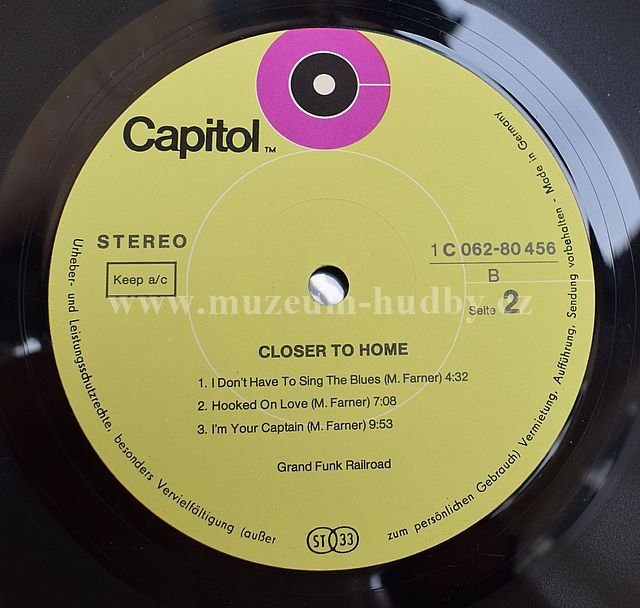 Capitol TM
STEREO
Keep a/c
1 C 062-80 456
B
Seite 2
www.muzeum-hudby.cz
CLOSER TO HOME
1. I Don't Have To Sing The Blues (M. Farner) 4:32
2. Hooked On Love (M. Farner) 7:08
3. I'm Your Captain (M. Farner) 9:53
Grand Funk Railroad
ST 33
Urheber- und Leistungsschutzrechte, besonders Vervielfältigung (außer zum persönlichen Gebrauch) Vermietung, Aufführung, Sendung vorbehalten - Made in Germany